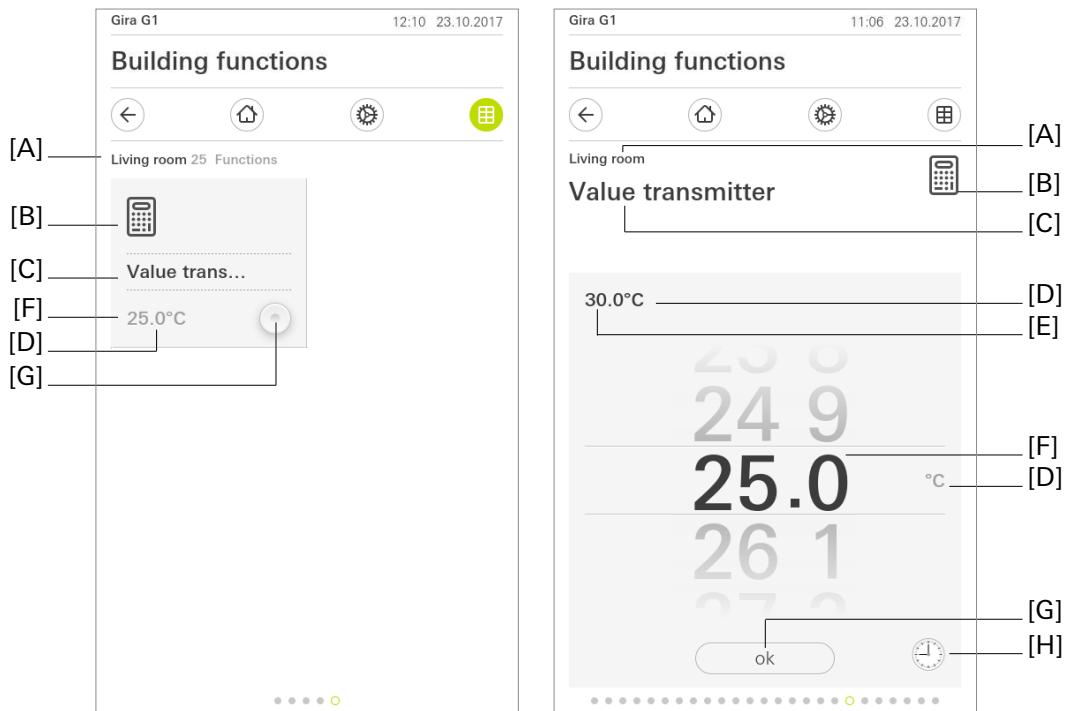 Gira G1 12:10 23.10.2017
Building functions
[A] Living room 25 Functions
[B]
[C] Value trans...
[F] 25.0°C
[D]
[G]
Gira G1 11:06 23.10.2017
Building functions
[A]
Living room
[B]
Value transmitter
[C]
30.0°C [D]
[E]
24 9
[F]
25.0 °C [D]
26 1
[G]
ok [H]